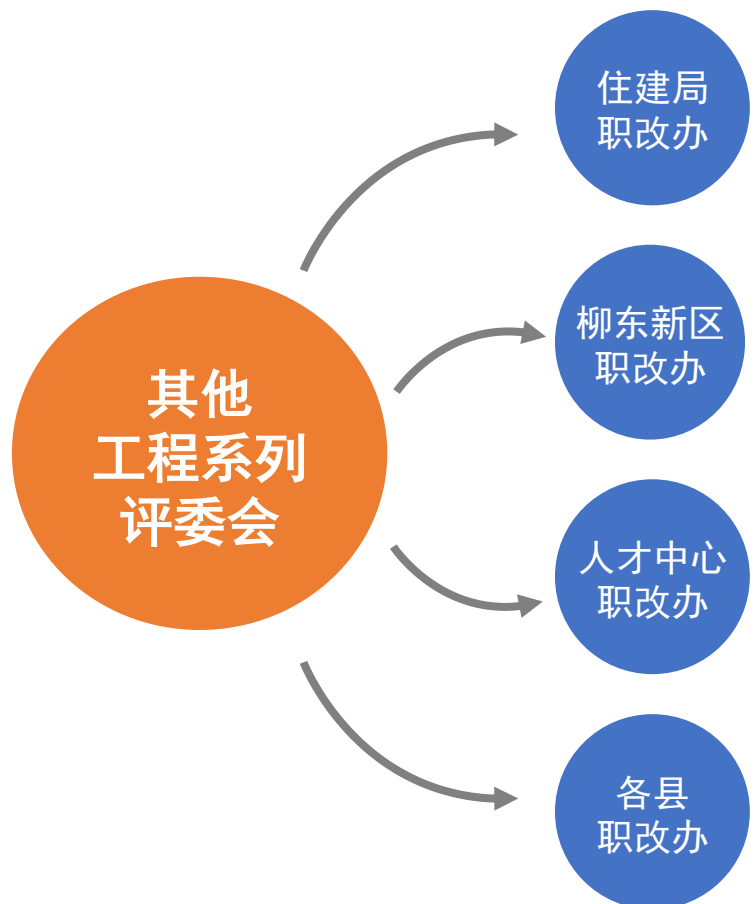 住建局
职改办
柳东新区
职改办
其他
工程系列
评委会
人才中心
职改办
各县
职改办